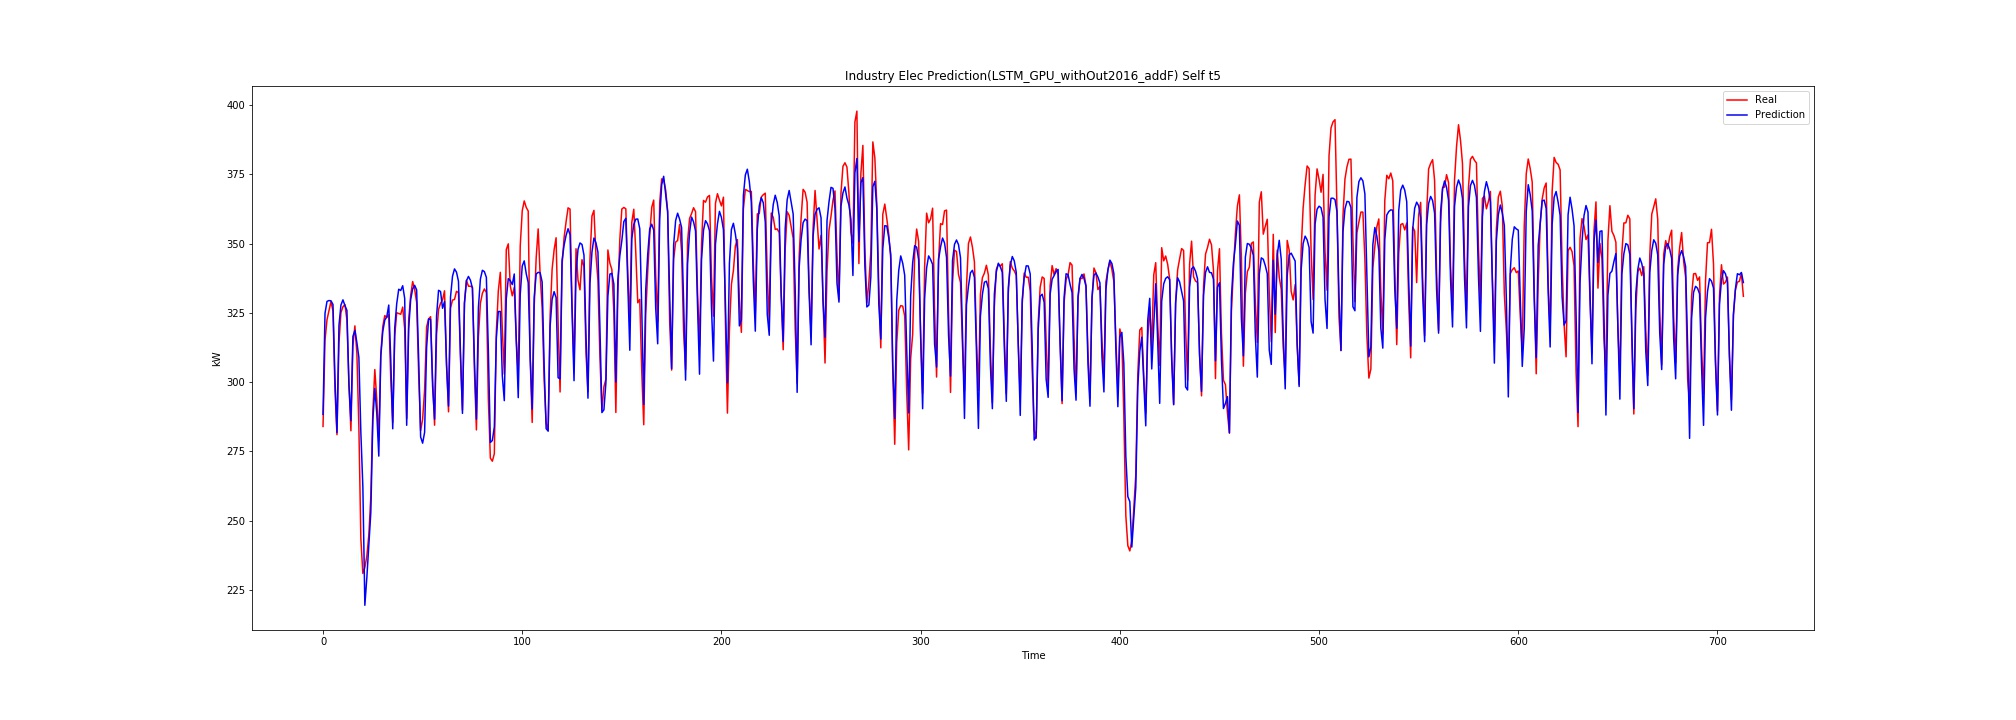 Industry Elec Prediction(LSTM_GPU_withOut2016_addF) Self t5
Real
Prediction
400
375
350
325
300
275
250
225
kW
0 100 200 300 400 500 600 700
Time